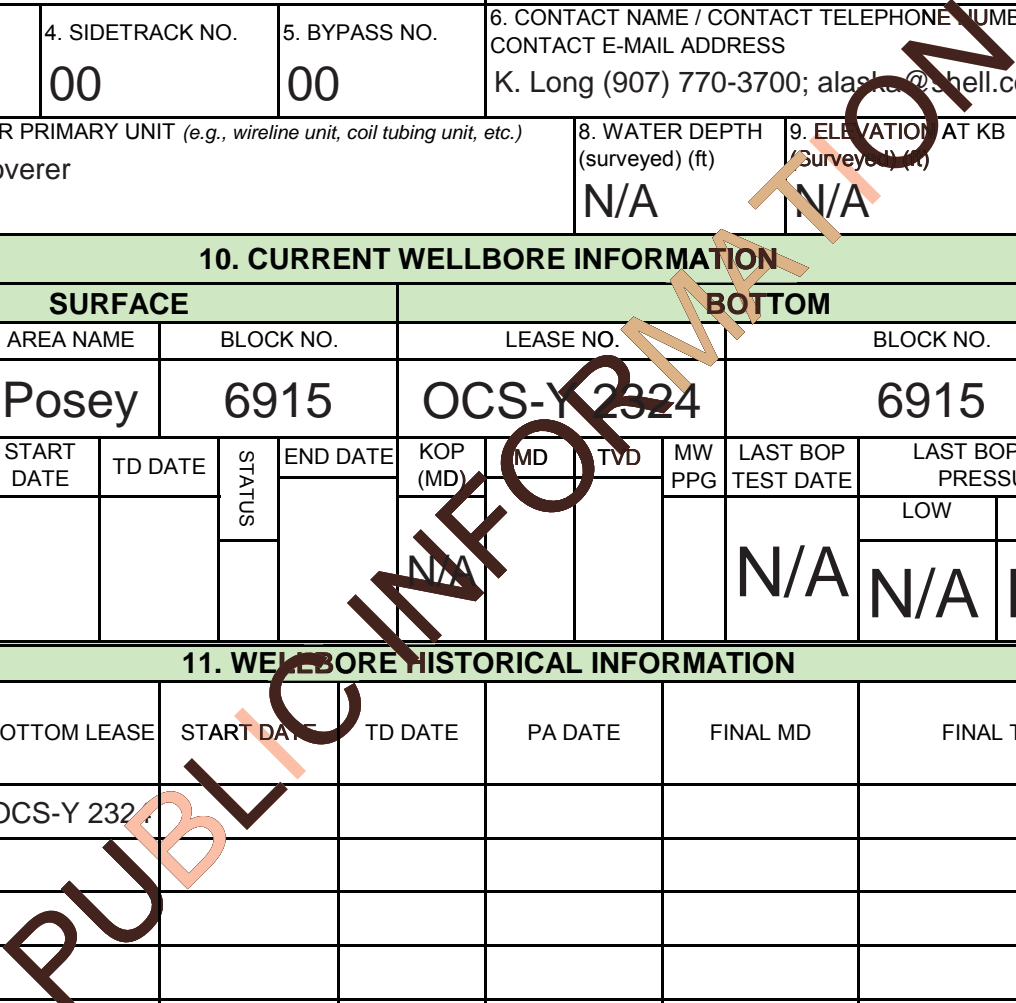 4. SIDETRACK NO.
00
5. BYPASS NO.
00
6. CONTACT NAME / CONTACT TELEPHONE NUME
CONTACT E-MAIL ADDRESS
K. Long (907) 770-3700; alaska@shell.c
R PRIMARY UNIT (e.g., wireline unit, coil tubing unit, etc.)
overer
8. WATER DEPTH
(surveyed) (ft)
N/A
9. ELEVATION AT KB
(Surveyed) (ft)
N/A
10. CURRENT WELLBORE INFORMATION
SURFACE
BOTTOM
AREA NAME
BLOCK NO.
LEASE NO.
BLOCK NO.
Posey
6915
OCS-Y 2324
6915
START
DATE
TD DATE
STATUS
END DATE
KOP
(MD)
MD
TVD
MW
PPG
LAST BOP
TEST DATE
LAST BOP
PRESSU
LOW
N/A
N/A
N/A
11. WELLBORE HISTORICAL INFORMATION
OTTOM LEASE
START DATE
TD DATE
PA DATE
FINAL MD
FINAL T
OCS-Y 2324
PUBLIC INFORMATION